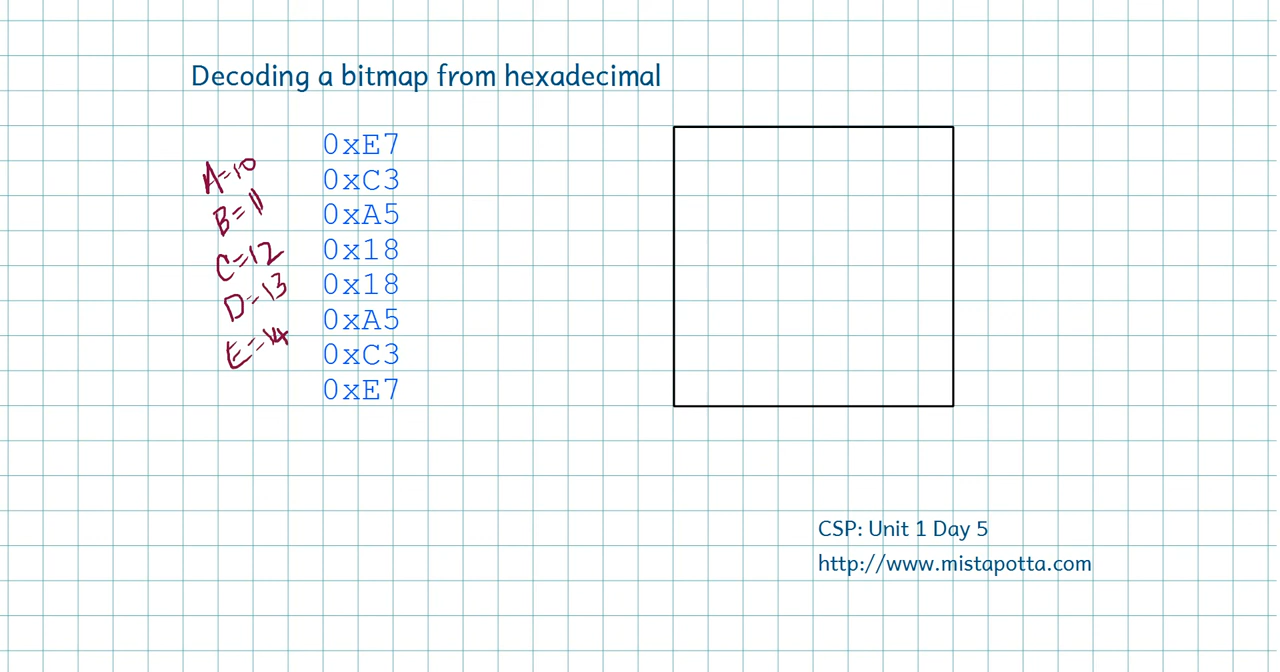 Decoding a bitmap from hexadecimal
0xE7
A=10
0xC3
B=11
0xA5
C=12
0x18
D=13
0x18
E=14
0xA5
0xC3
0xE7
CSP: Unit 1 Day 5
http://www.mistapotta.com